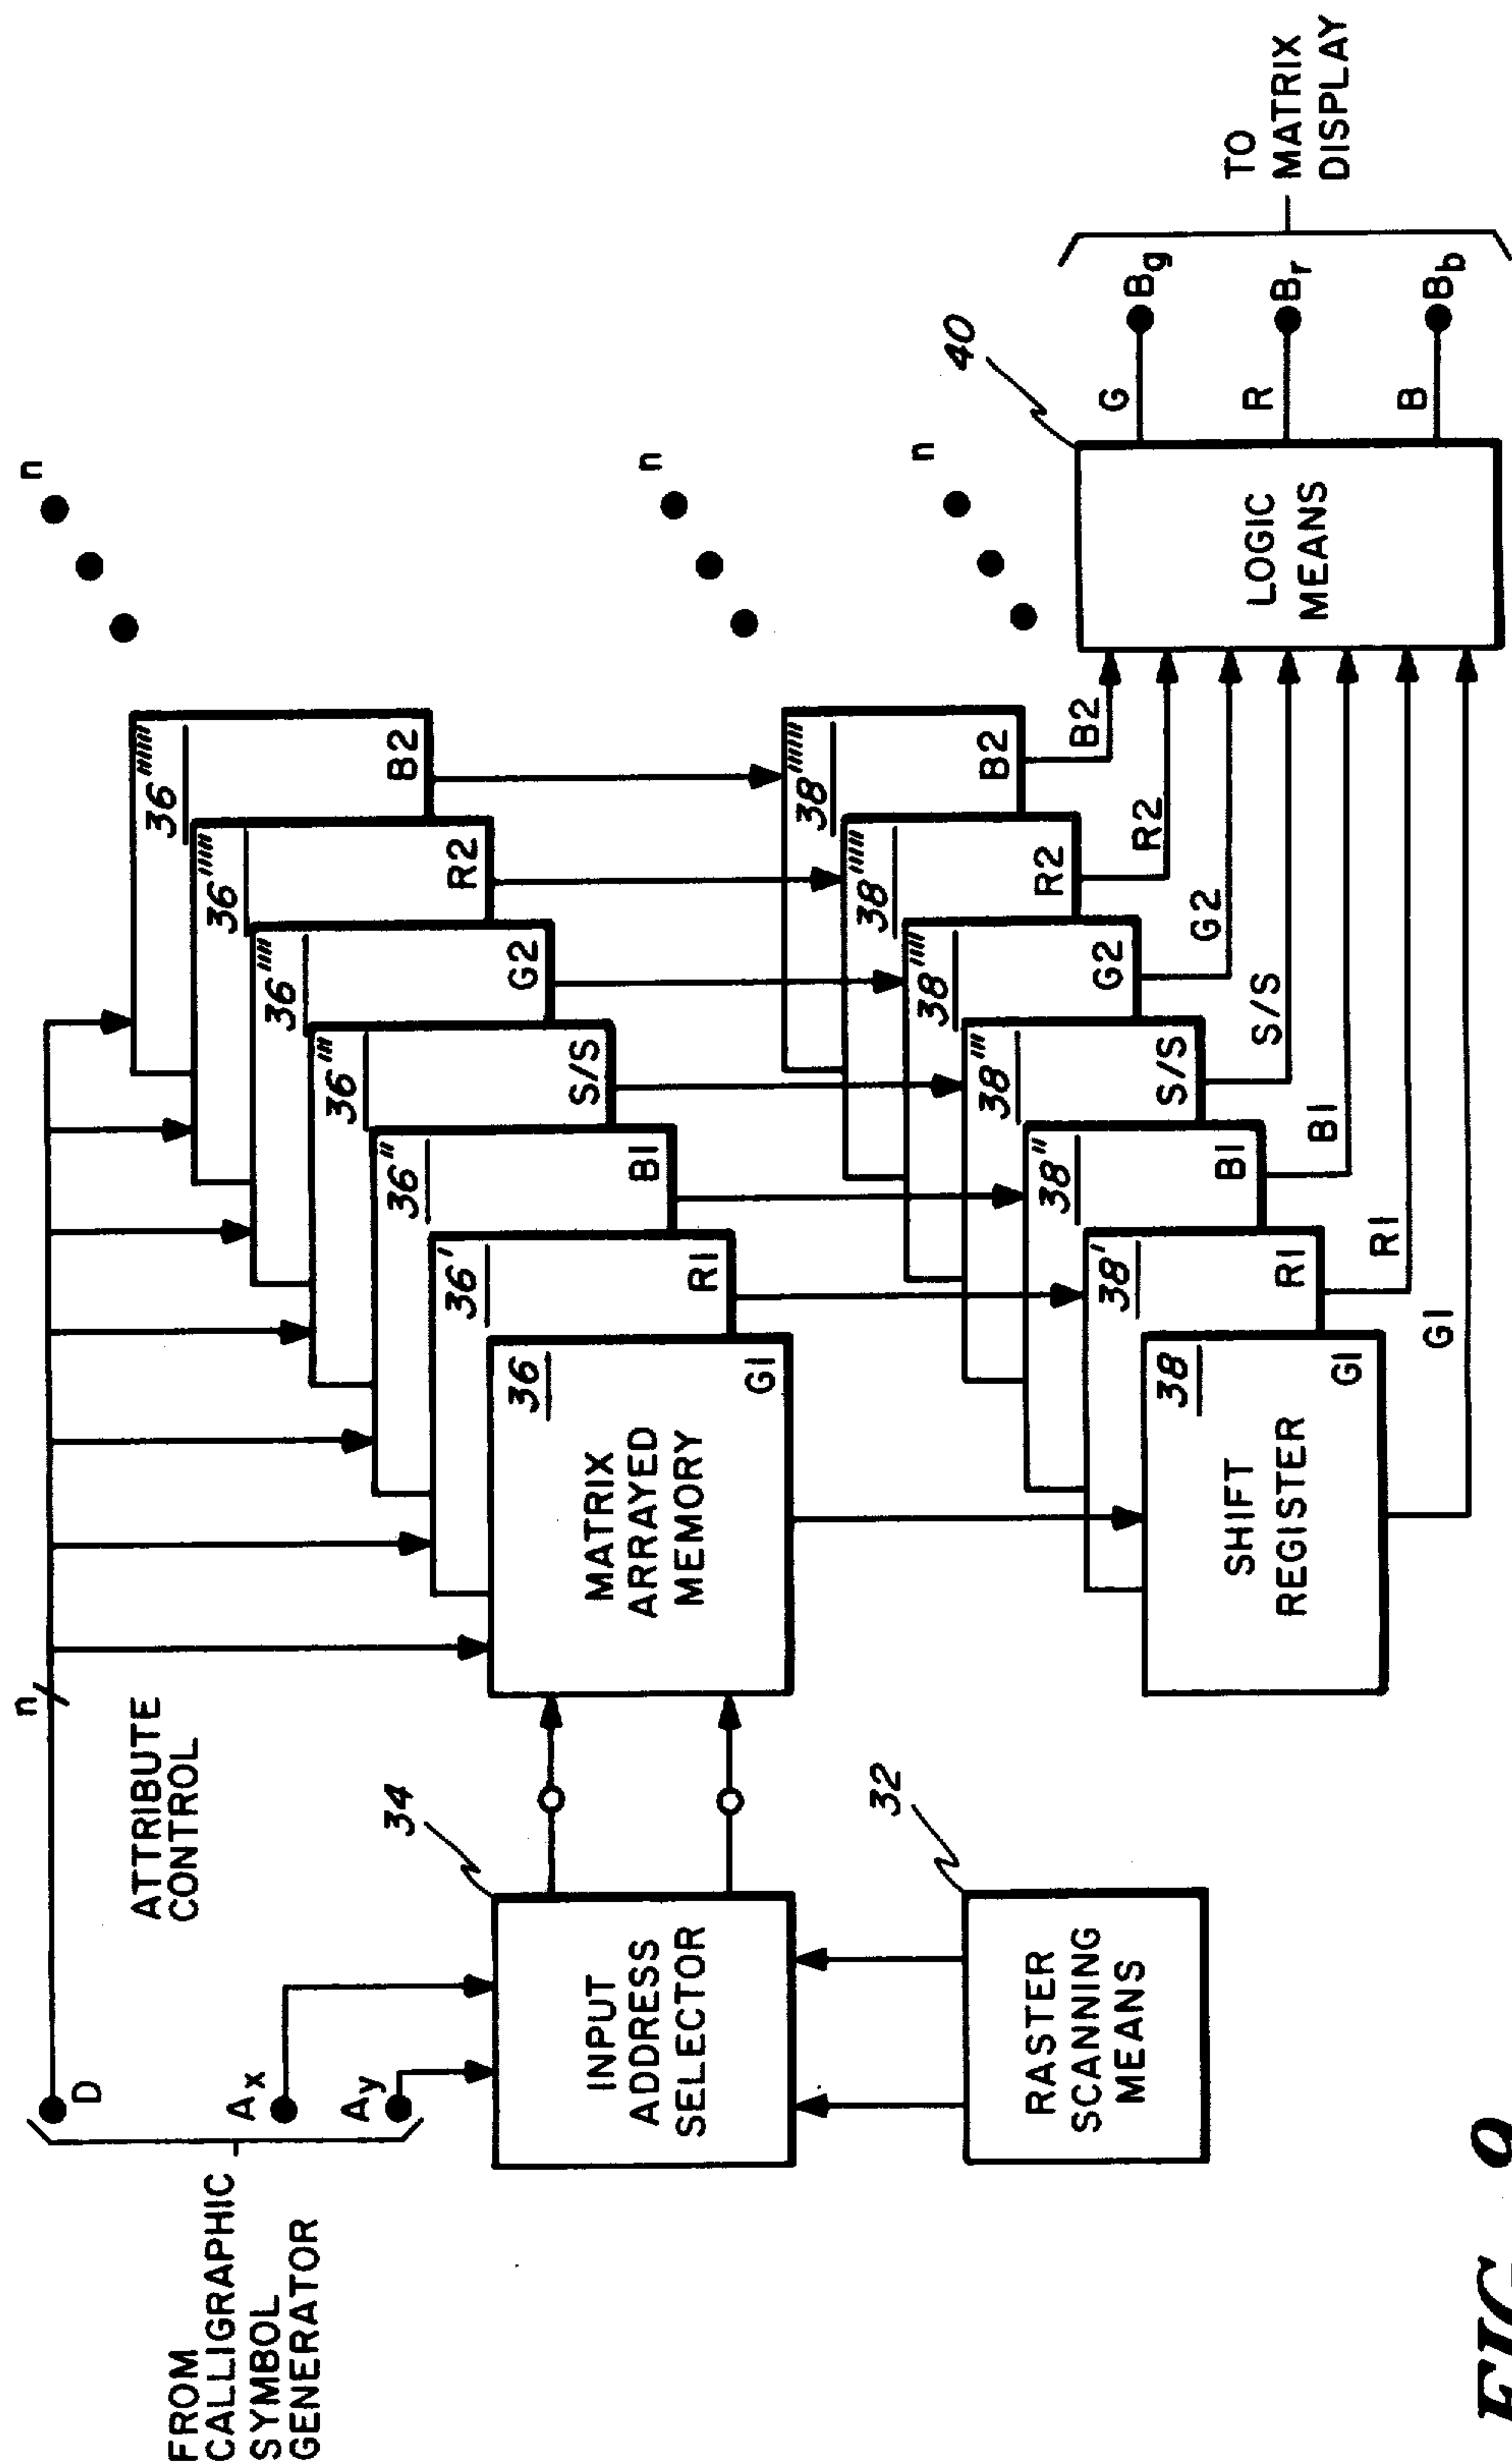 FROM
CALLIGRAPHIC
SYMBOL
GENERATOR
D
Ax
Ay
n
ATTRIBUTE
CONTROL
n
34
INPUT
ADDRESS
SELECTOR
32
RASTER
SCANNING
MEANS
36
MATRIX
ARRAYED
MEMORY
G1
36'
R1
36''
B1
36'''
S/S
36''''
G2
36'''''
R2
36''''''
B2
n
38
SHIFT
REGISTER
G1
38'
R1
38''
B1
38'''
S/S
38''''
G2
38'''''
R2
38''''''
B2
n
B2
R2
G2
S/S
B1
R1
G1
40
LOGIC
MEANS
G
Bg
R
Br
B
Bb
TO
MATRIX
DISPLAY